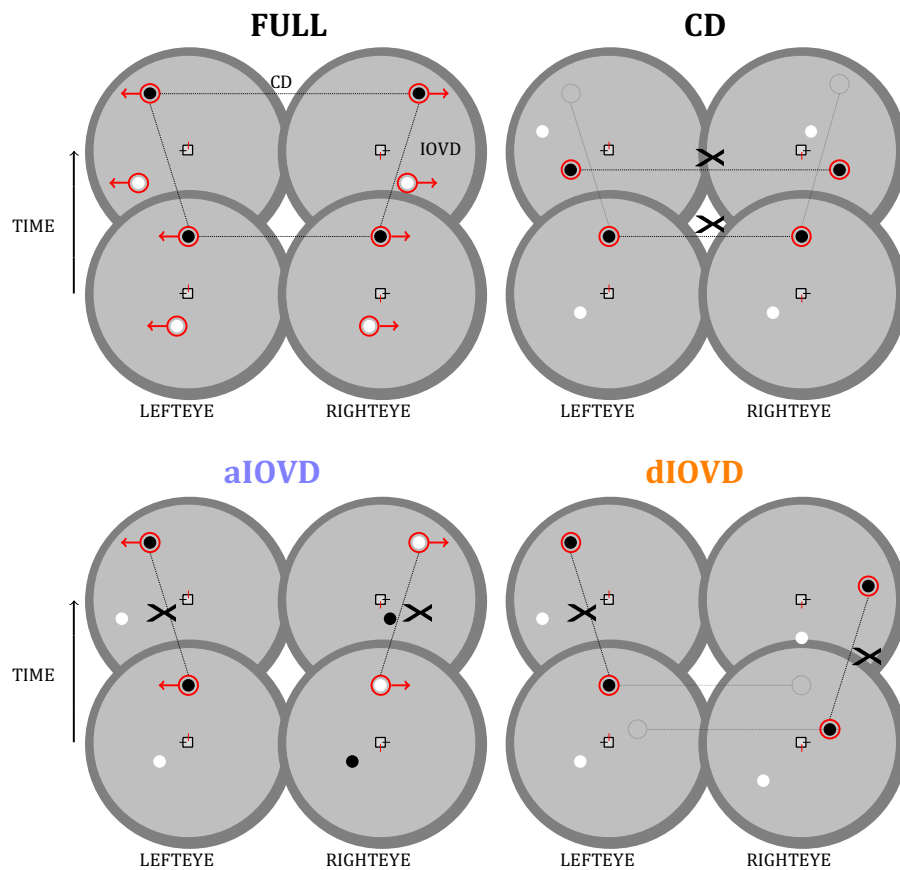 FULL
CD
CD
IOVD
TIME
LEFTEYE
RIGHTEYE
LEFTEYE
RIGHTEYE
aIOVD
dIOVD
TIME
LEFTEYE
RIGHTEYE
LEFTEYE
RIGHTEYE